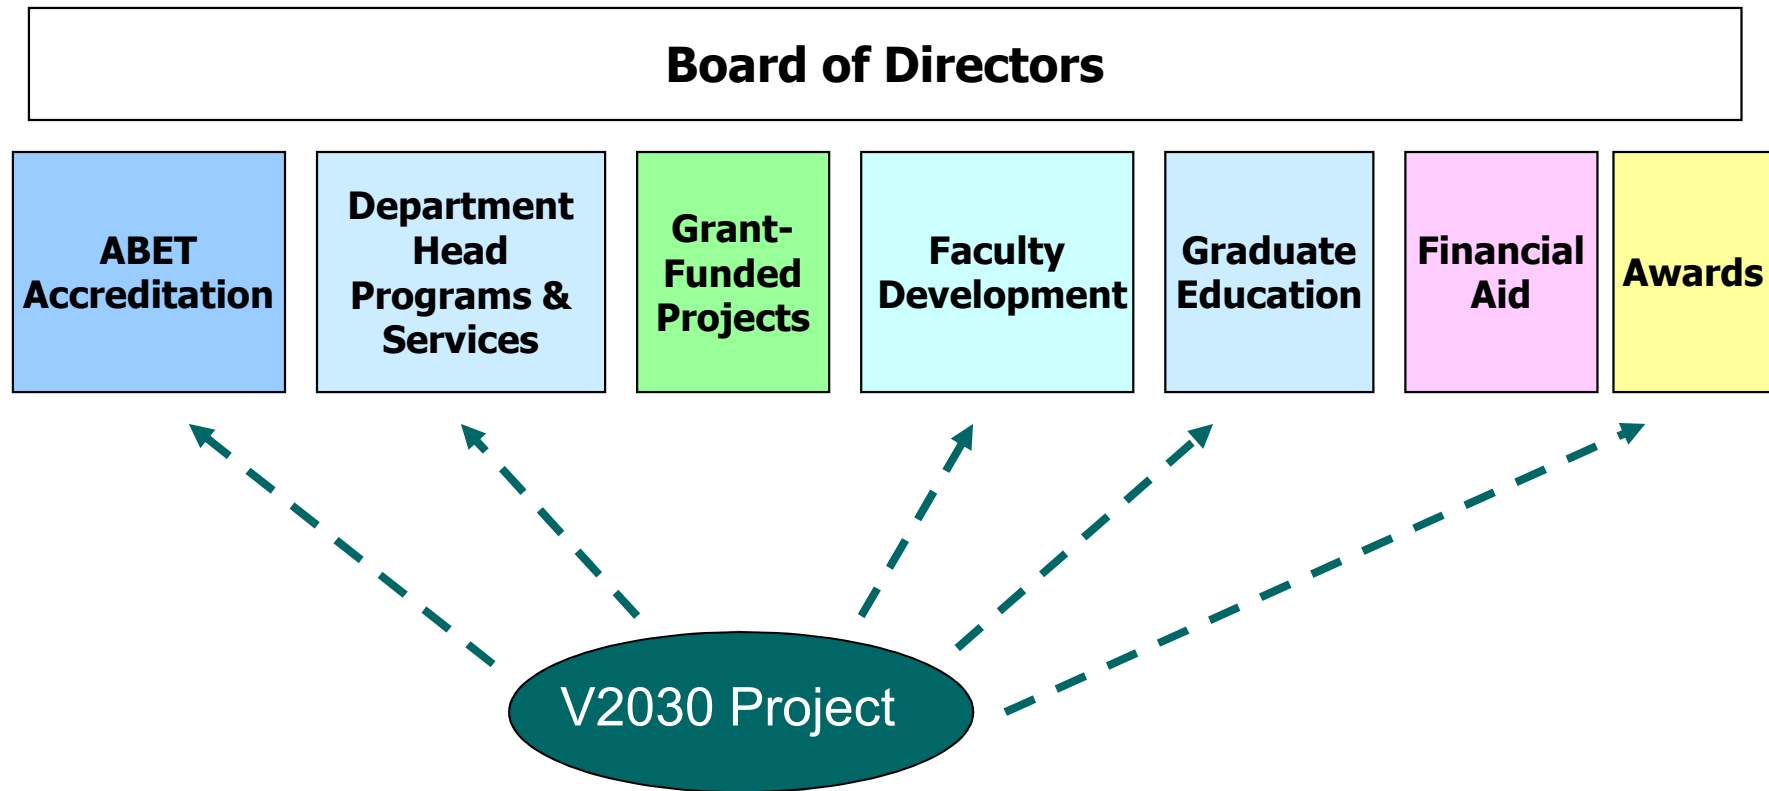 Board of Directors
ABET
Accreditation
Department
Head
Programs &
Services
Grant-
Funded
Projects
Faculty
Development
Graduate
Education
Financial
Aid
Awards
V2030 Project